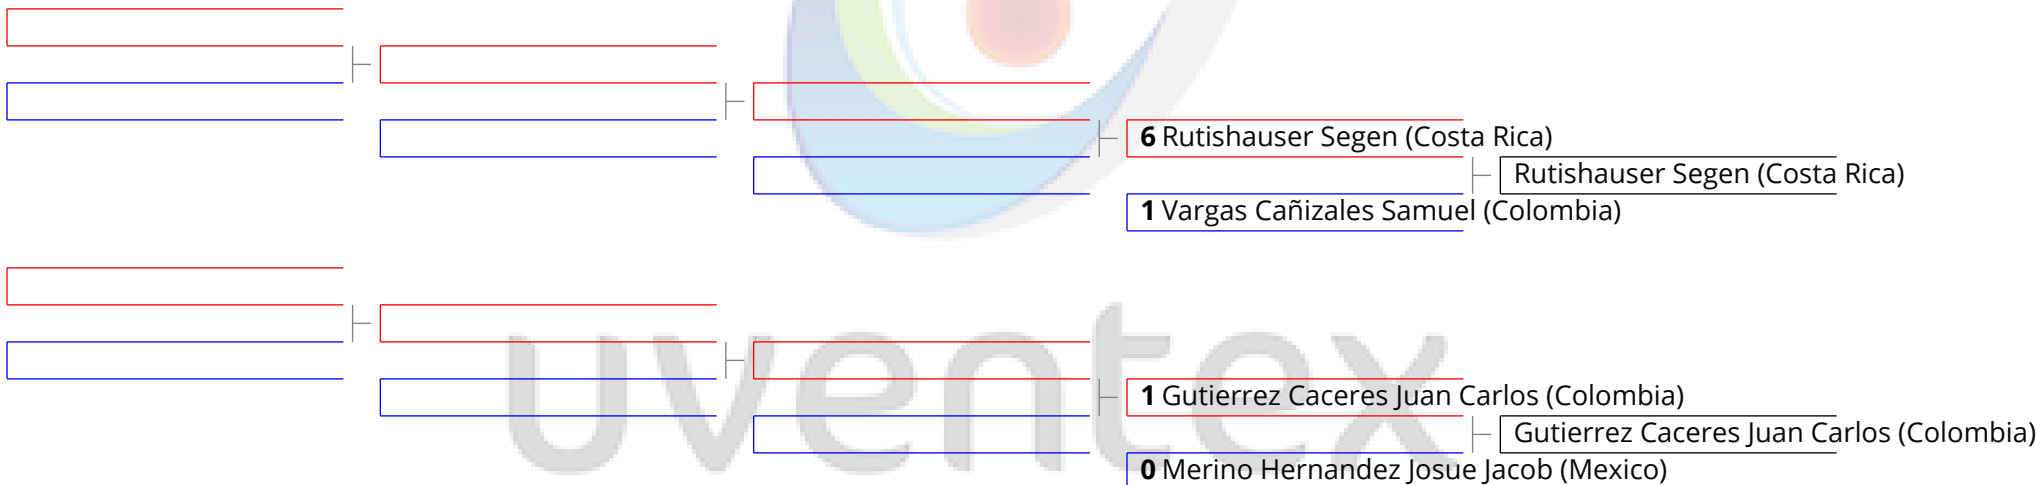 6 Rutishauser Segen (Costa Rica)
Rutishauser Segen (Costa Rica)
1 Vargas Cañizales Samuel (Colombia)
uventex
1 Gutierrez Caceres Juan Carlos (Colombia)
Gutierrez Caceres Juan Carlos (Colombia)
0 Merino Hernandez Josue Jacob (Mexico)